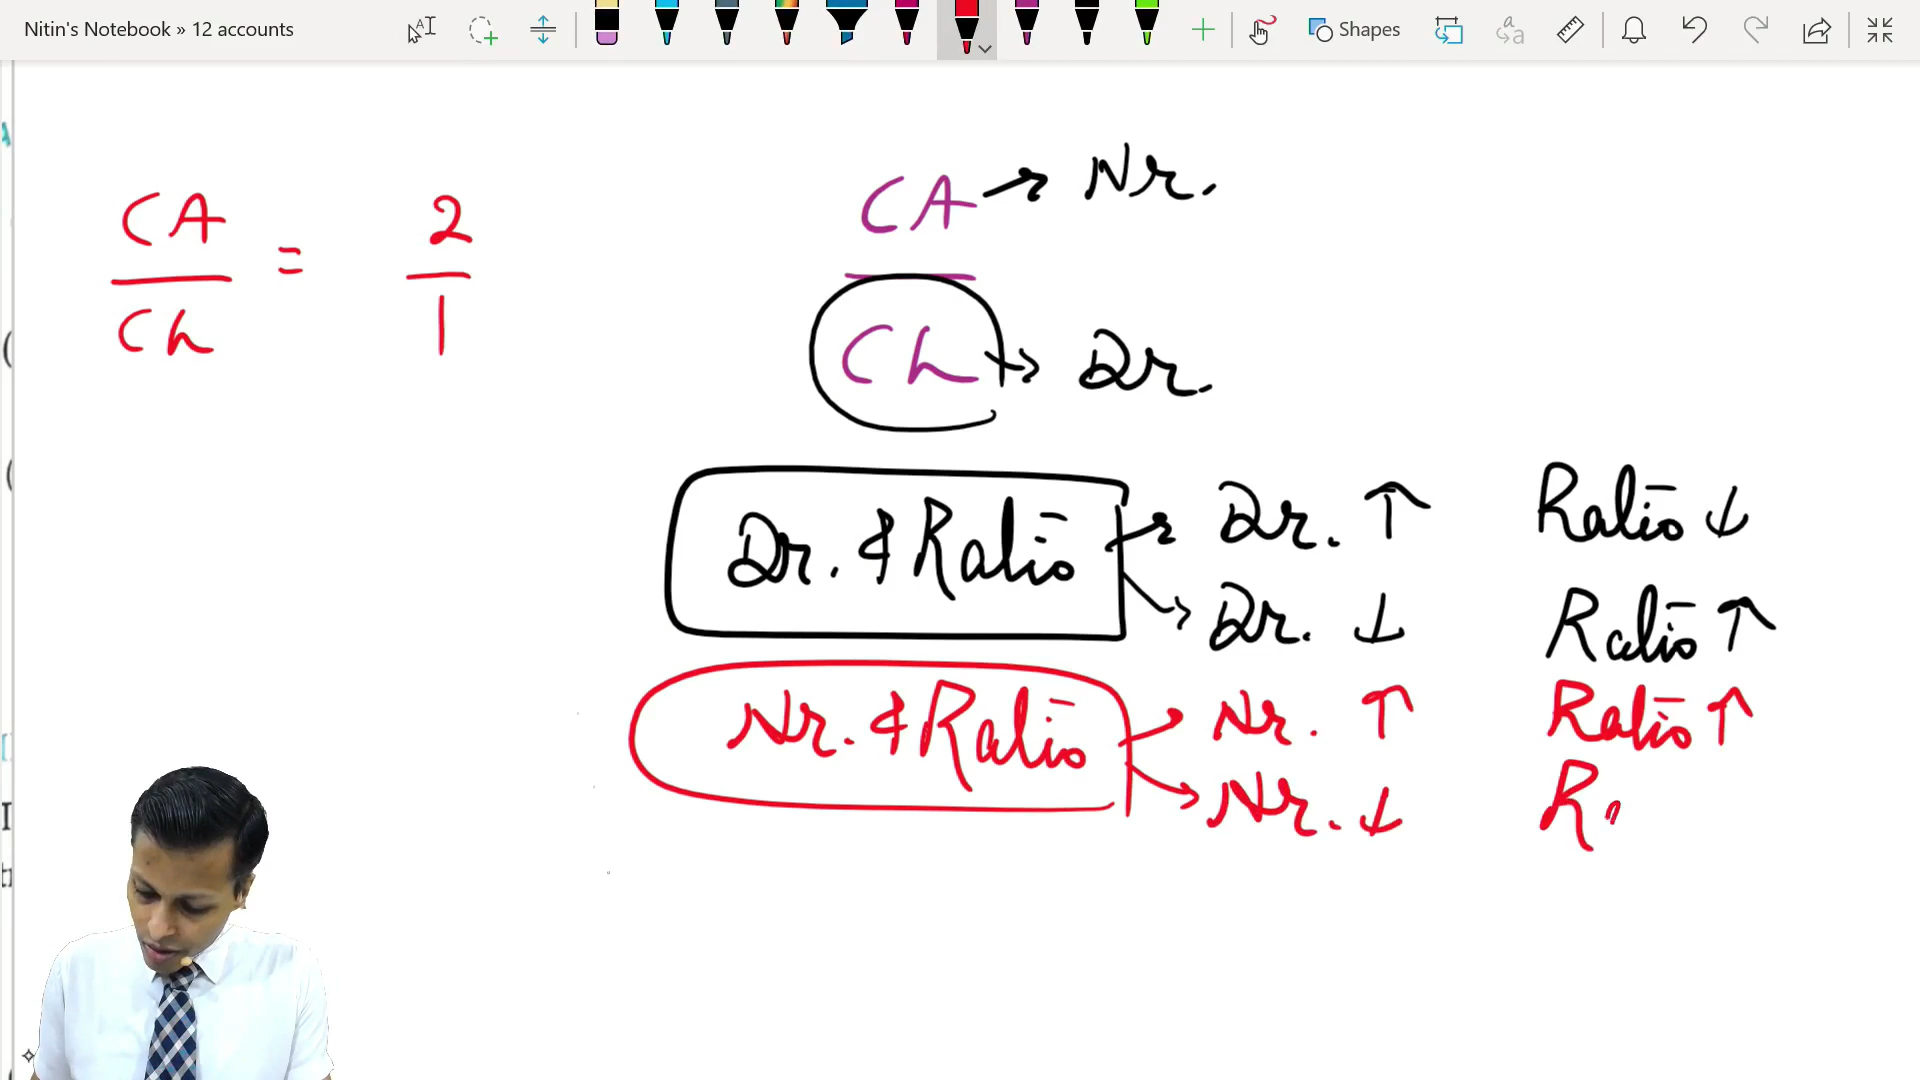 Nitin's Notebook » 12 accounts
Shapes
CA → Nr.
CA = 2
CL 1
CL → Dr.
Dr. & Ratio → Dr. ↑ Ratio ↓
→ Dr. ↓ Ratio ↑
Nr. & Ratio → Nr. ↑ Ratio ↑
→ Nr. ↓ R